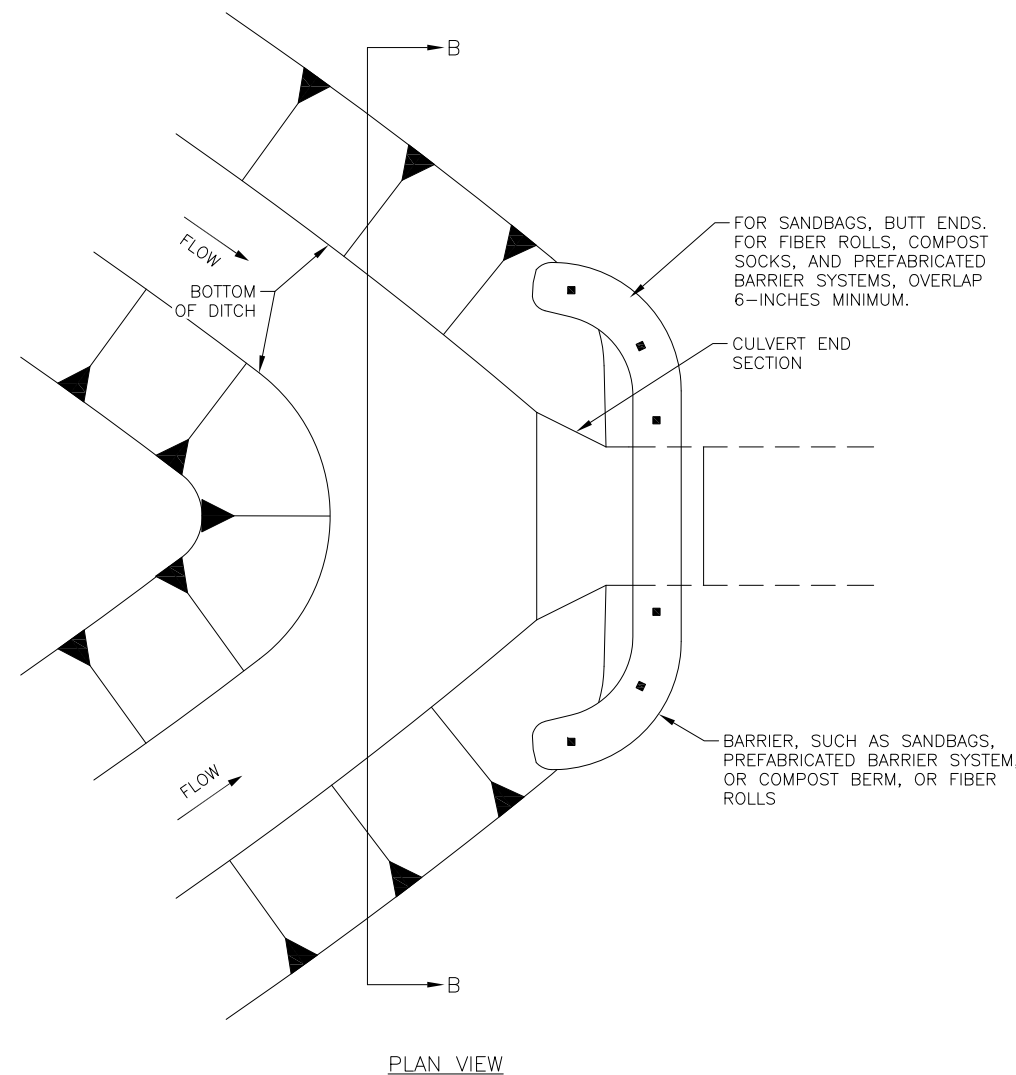 B
FOR SANDBAGS, BUTT ENDS.
FOR FIBER ROLLS, COMPOST
SOCKS, AND PREFABRICATED
BARRIER SYSTEMS, OVERLAP
6-INCHES MINIMUM.
FLOW
BOTTOM
OF DITCH
CULVERT END
SECTION
BARRIER, SUCH AS SANDBAGS,
PREFABRICATED BARRIER SYSTEM,
OR COMPOST BERM, OR FIBER
ROLLS
FLOW
B
PLAN VIEW